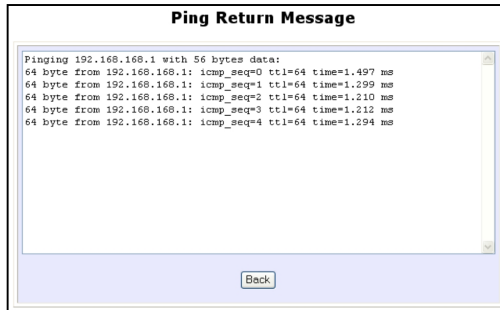 Ping Return Message
Pinging 192.168.168.1 with 56 bytes data:
64 byte from 192.168.168.1: icmp_seq=0 ttl=64 time=1.497 ms
64 byte from 192.168.168.1: icmp_seq=1 ttl=64 time=1.299 ms
64 byte from 192.168.168.1: icmp_seq=2 ttl=64 time=1.210 ms
64 byte from 192.168.168.1: icmp_seq=3 ttl=64 time=1.212 ms
64 byte from 192.168.168.1: icmp_seq=4 ttl=64 time=1.294 ms
Back